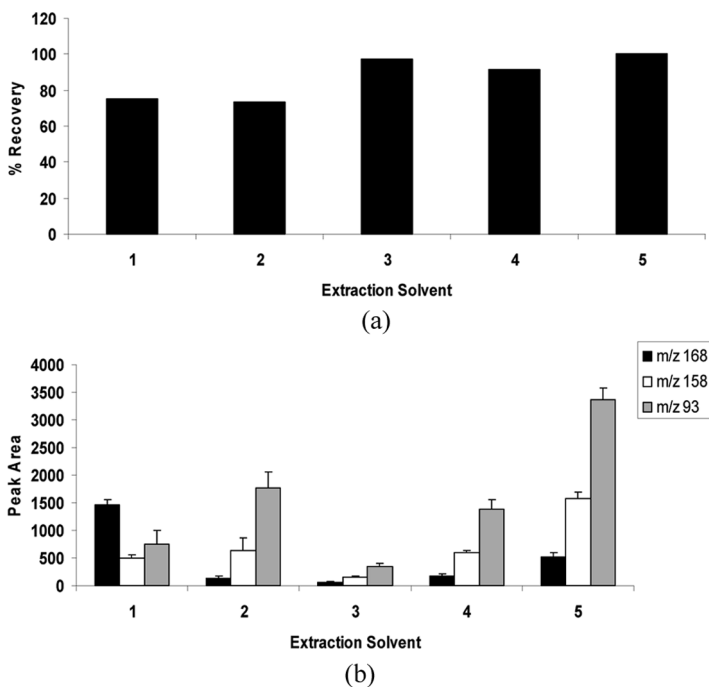 120
100
80
60
40
20
0
% Recovery
1 2 3 4 5
Extraction Solvent
(a)
m/z 168
m/z 158
m/z 93
4000
3500
3000
2500
2000
1500
1000
500
0
Peak Area
1 2 3 4 5
Extraction Solvent
(b)